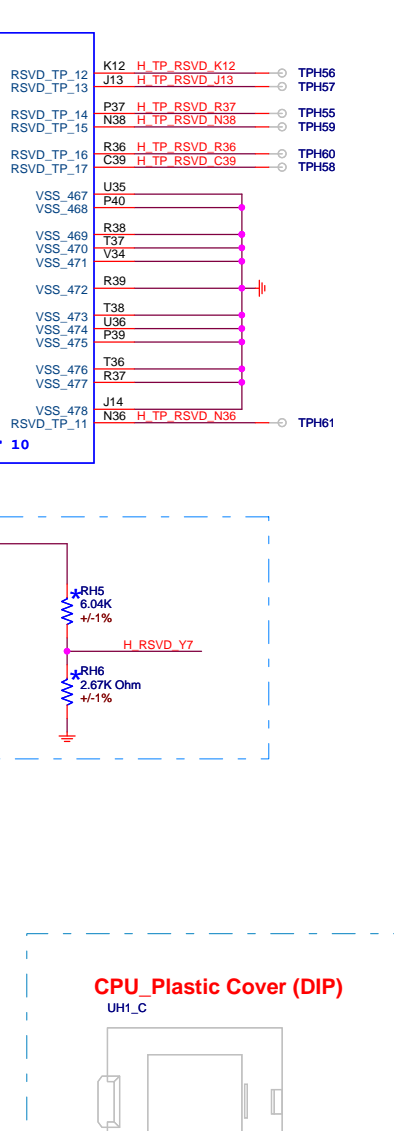 RSVD_TP_12 K12 H_TP_RSVD_K12 TPH56
RSVD_TP_13 J13 H_TP_RSVD_J13 TPH57
RSVD_TP_14 P37 H_TP_RSVD_R37 TPH55
RSVD_TP_15 N38 H_TP_RSVD_N38 TPH59
RSVD_TP_16 R36 H_TP_RSVD_R36 TPH60
RSVD_TP_17 C39 H_TP_RSVD_C39 TPH58
VSS_467 U35
VSS_468 P40
VSS_469 R38
VSS_470 T37
VSS_471 V34
VSS_472 R39
VSS_473 T38
VSS_474 U36
VSS_475 P39
VSS_476 T36
VSS_477 R37
VSS_478 J14
RSVD_TP_11 N36 H_TP_RSVD_N36 TPH61
10
*RH5
6.04K
+/-1%
H_RSVD_Y7
*RH6
2.67K Ohm
+/-1%
CPU_Plastic Cover (DIP)
UH1_C